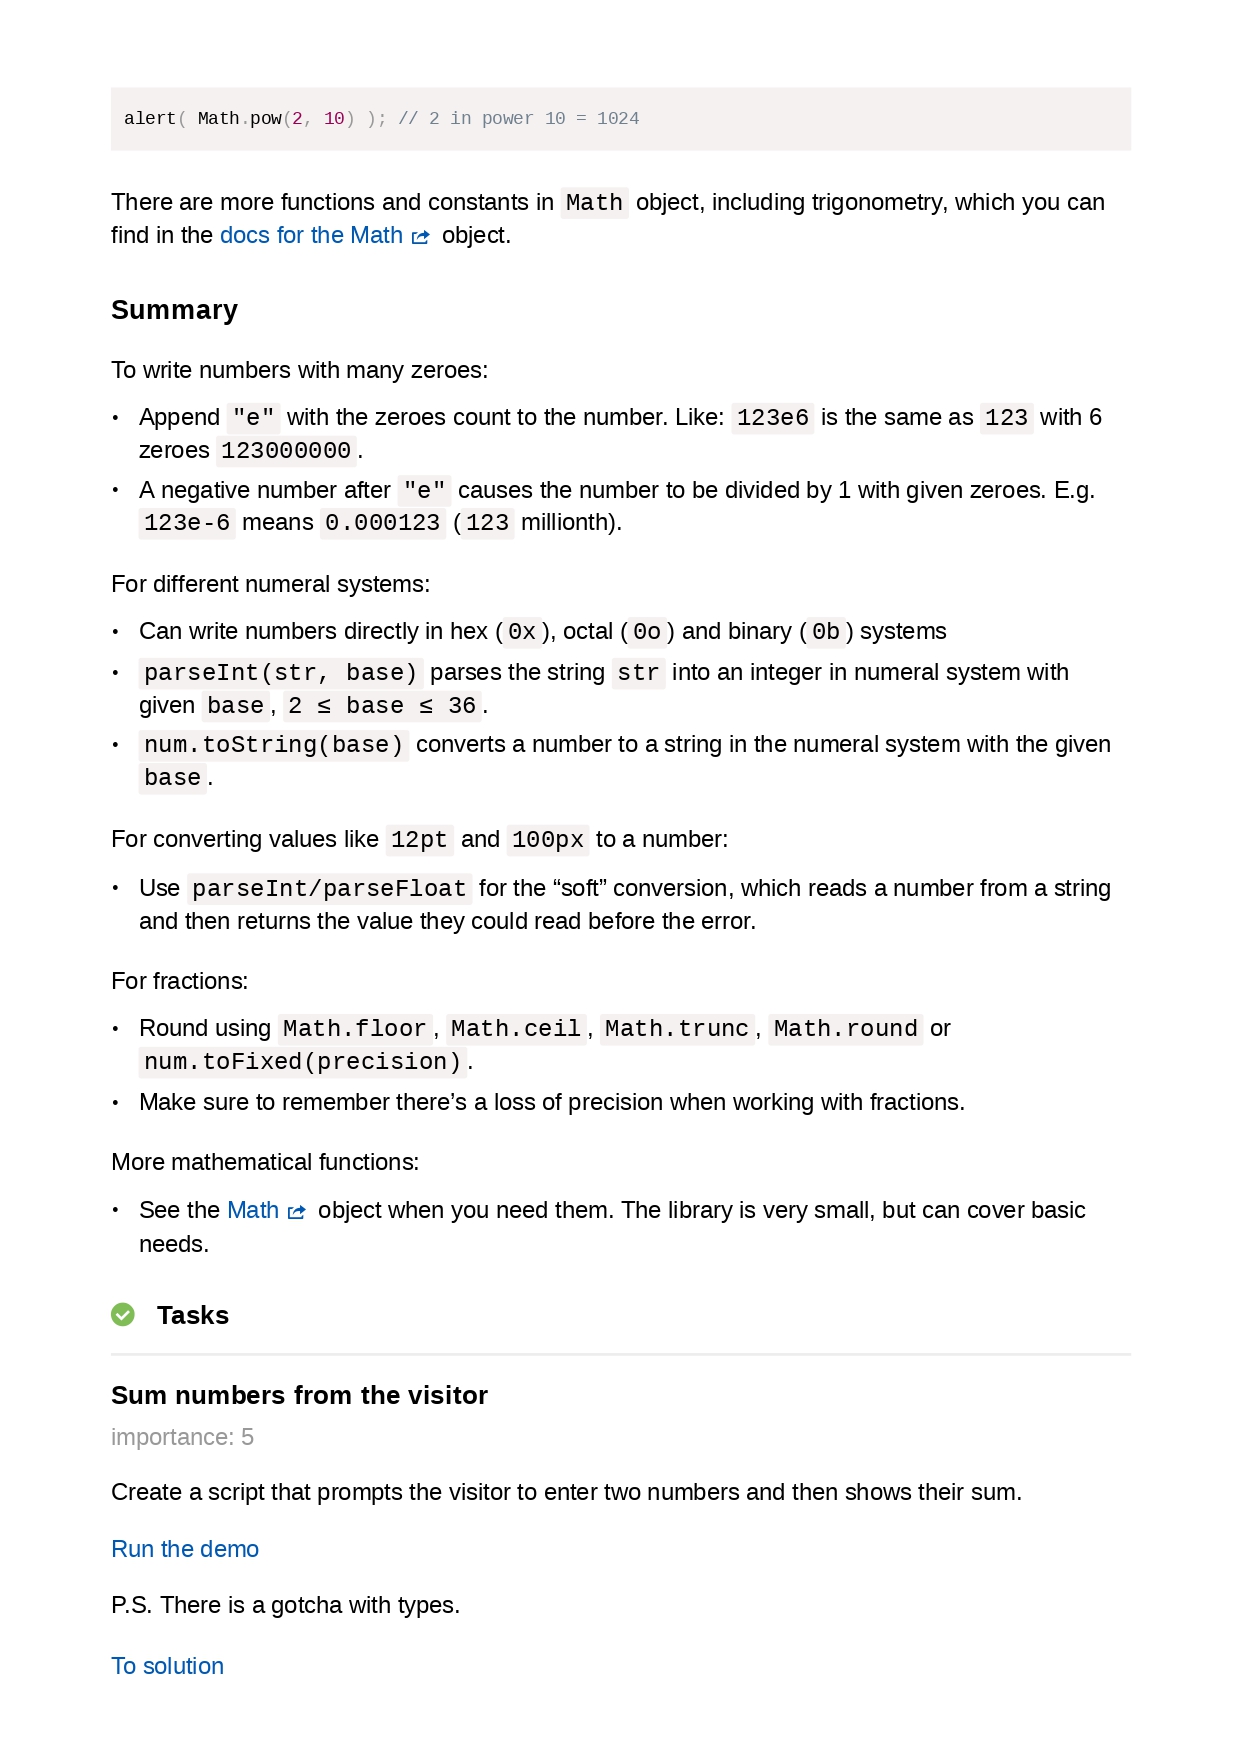 alert( Math.pow(2, 10) ); // 2 in power 10 = 1024
There are more functions and constants in Math object, including trigonometry, which you can
find in the docs for the Math object.
Summary
To write numbers with many zeroes:
• Append "e" with the zeroes count to the number. Like: 123e6 is the same as 123 with 6
zeroes 123000000.
• A negative number after "e" causes the number to be divided by 1 with given zeroes. E.g.
123e-6 means 0.000123 (123 millionth).
For different numeral systems:
• Can write numbers directly in hex (0x), octal (0o) and binary (0b) systems
• parseInt(str, base) parses the string str into an integer in numeral system with
given base, 2 ≤ base ≤ 36.
• num.toString(base) converts a number to a string in the numeral system with the given
base.
For converting values like 12pt and 100px to a number:
• Use parseInt/parseFloat for the “soft” conversion, which reads a number from a string
and then returns the value they could read before the error.
For fractions:
• Round using Math.floor, Math.ceil, Math.trunc, Math.round or
num.toFixed(precision).
• Make sure to remember there’s a loss of precision when working with fractions.
More mathematical functions:
• See the Math object when you need them. The library is very small, but can cover basic
needs.
Tasks
Sum numbers from the visitor
importance: 5
Create a script that prompts the visitor to enter two numbers and then shows their sum.
Run the demo
P.S. There is a gotcha with types.
To solution